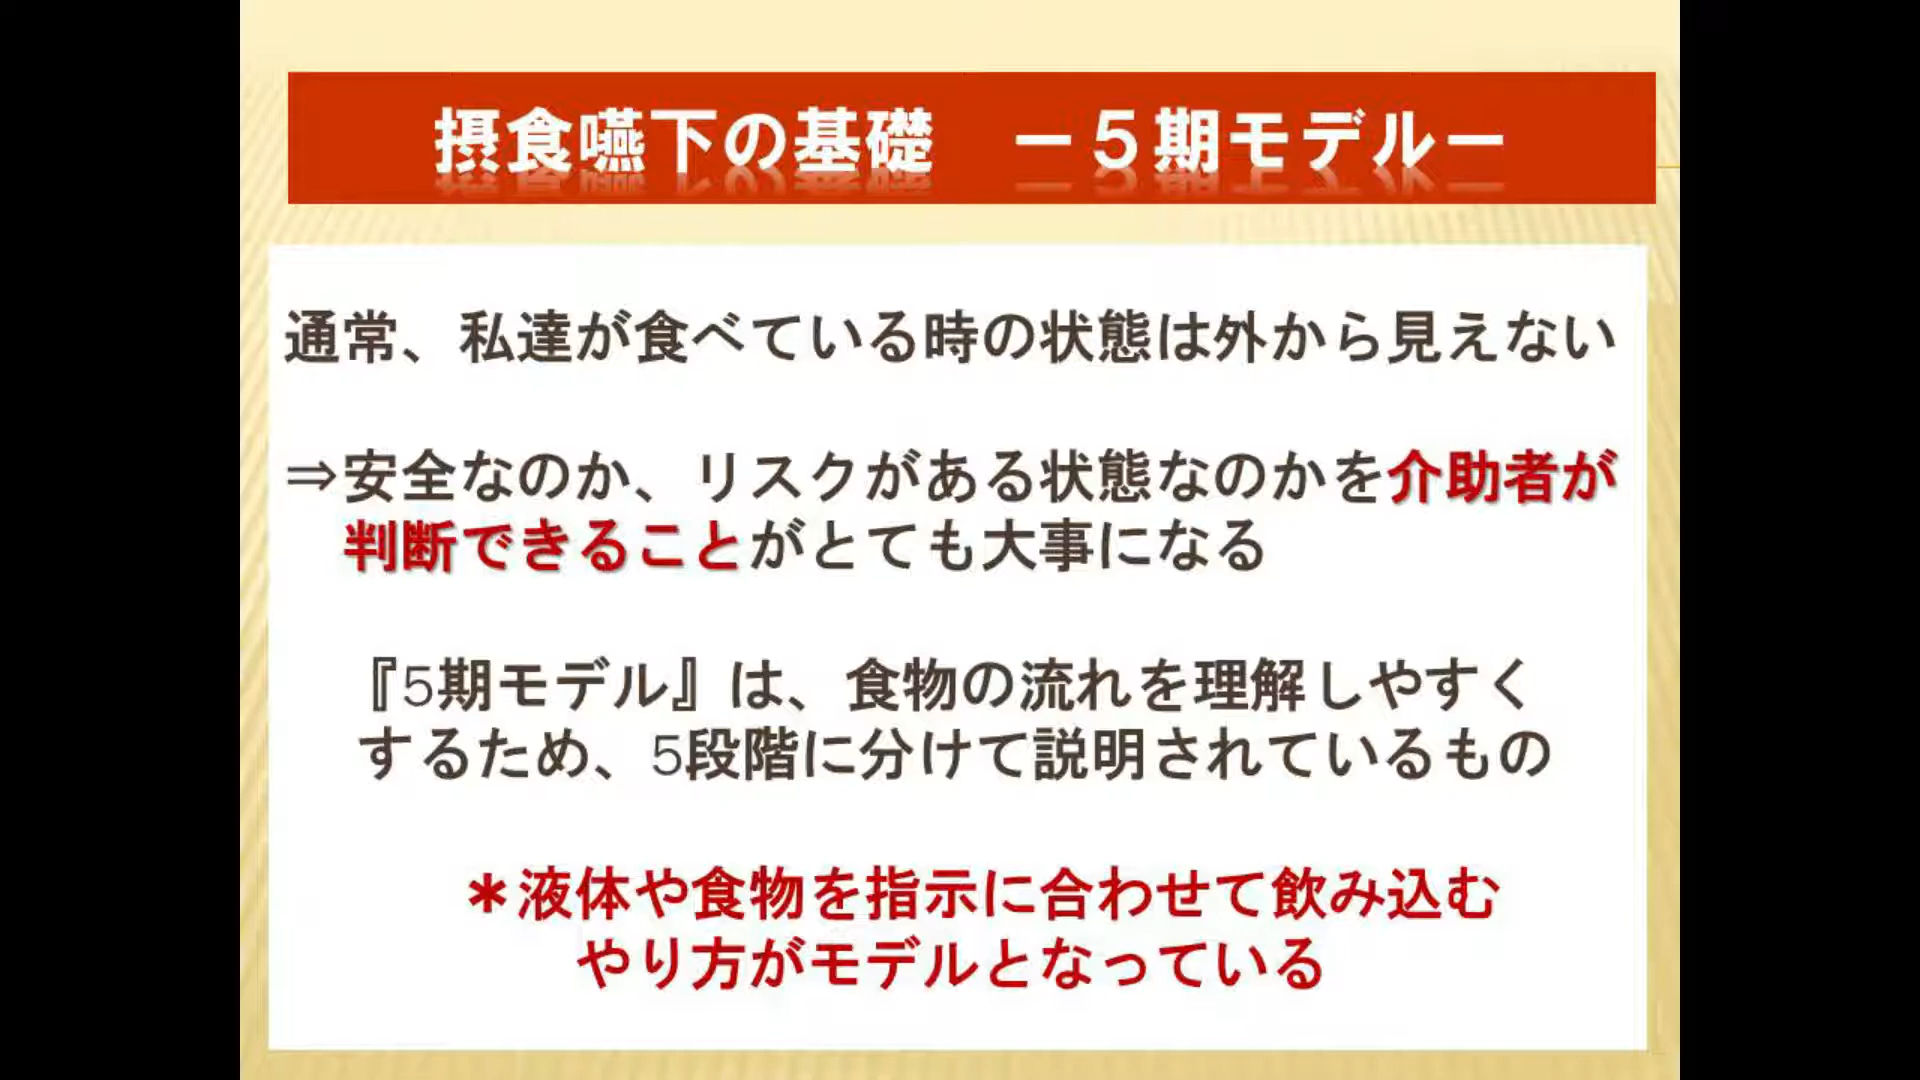 摂食嚥下の基礎　－５期モデル－
通常、私達が食べている時の状態は外から見えない
⇒安全なのか、リスクがある状態なのかを介助者が
判断できることがとても大事になる
『5期モデル』は、食物の流れを理解しやすく
するため、5段階に分けて説明されているもの
＊液体や食物を指示に合わせて飲み込む
やり方がモデルとなっている